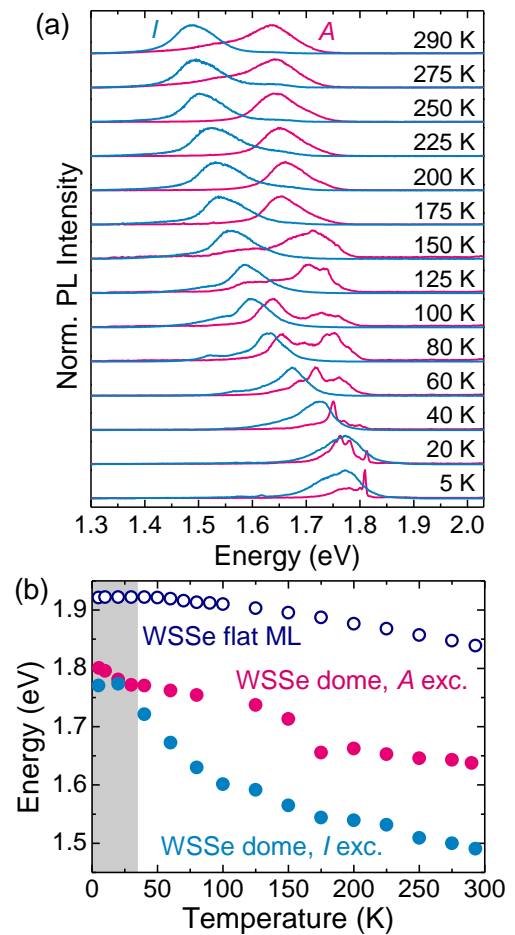 (a)
I
A
290 K
275 K
250 K
225 K
200 K
175 K
150 K
125 K
100 K
80 K
60 K
40 K
20 K
5 K
Norm. PL Intensity
1.3 1.4 1.5 1.6 1.7 1.8 1.9 2.0
Energy (eV)
(b)
1.9
1.8
1.7
1.6
1.5
Energy (eV)
WSSe flat ML
WSSe dome, A exc.
WSSe dome, I exc.
0 50 100 150 200 250 300
Temperature (K)